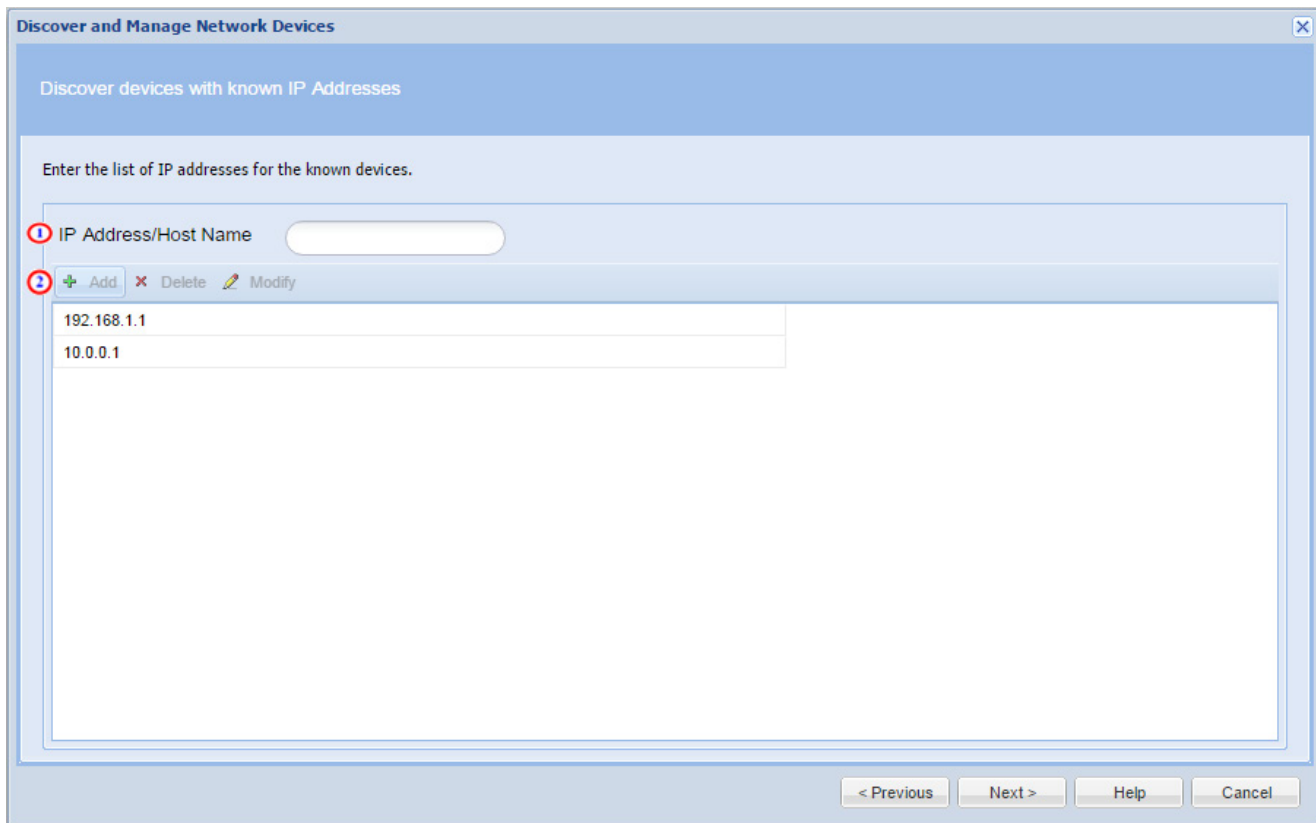 Discover and Manage Network Devices
Discover devices with known IP Addresses
Enter the list of IP addresses for the known devices.
1 IP Address/Host Name
2 Add Delete Modify
192.168.1.1
10.0.0.1
< Previous Next > Help Cancel